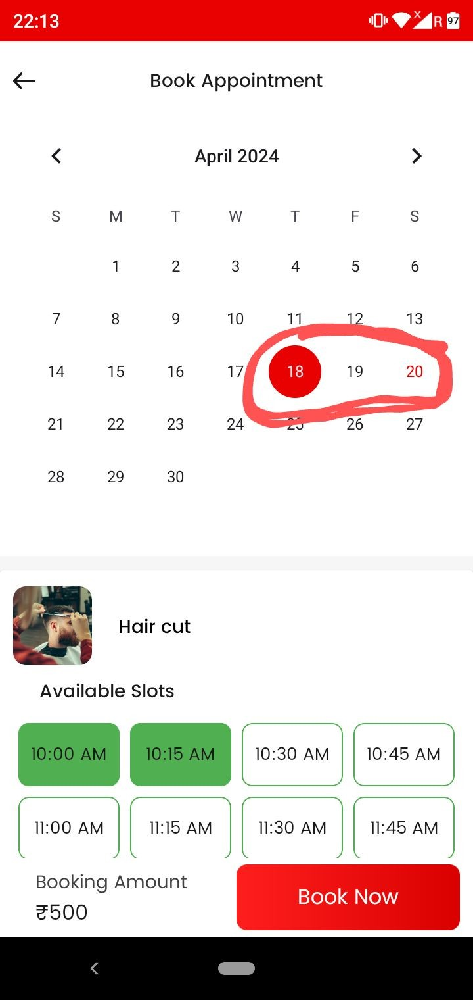 22:13 X R 97
Book Appointment
April 2024
S M T W T F S
1 2 3 4 5 6
7 8 9 10 11 12 13
14 15 16 17 18 19 20
21 22 23 24 25 26 27
28 29 30
Hair cut
Available Slots
10:00 AM 10:15 AM 10:30 AM 10:45 AM
11:00 AM 11:15 AM 11:30 AM 11:45 AM
Booking Amount
₹500
Book Now